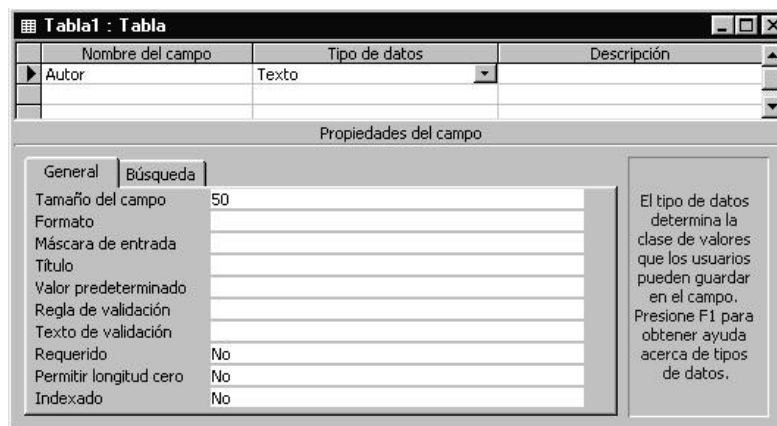 Tabla1 : Tabla
Nombre del campo Tipo de datos Descripción
Autor Texto
Propiedades del campo
General Búsqueda
Tamaño del campo 50
Formato
Máscara de entrada
Título
Valor predeterminado
Regla de validación
Texto de validación
Requerido No
Permitir longitud cero No
Indexado No
El tipo de datos
determina la
clase de valores
que los usuarios
pueden guardar
en el campo.
Presione F1 para
obtener ayuda
acerca de tipos
de datos.